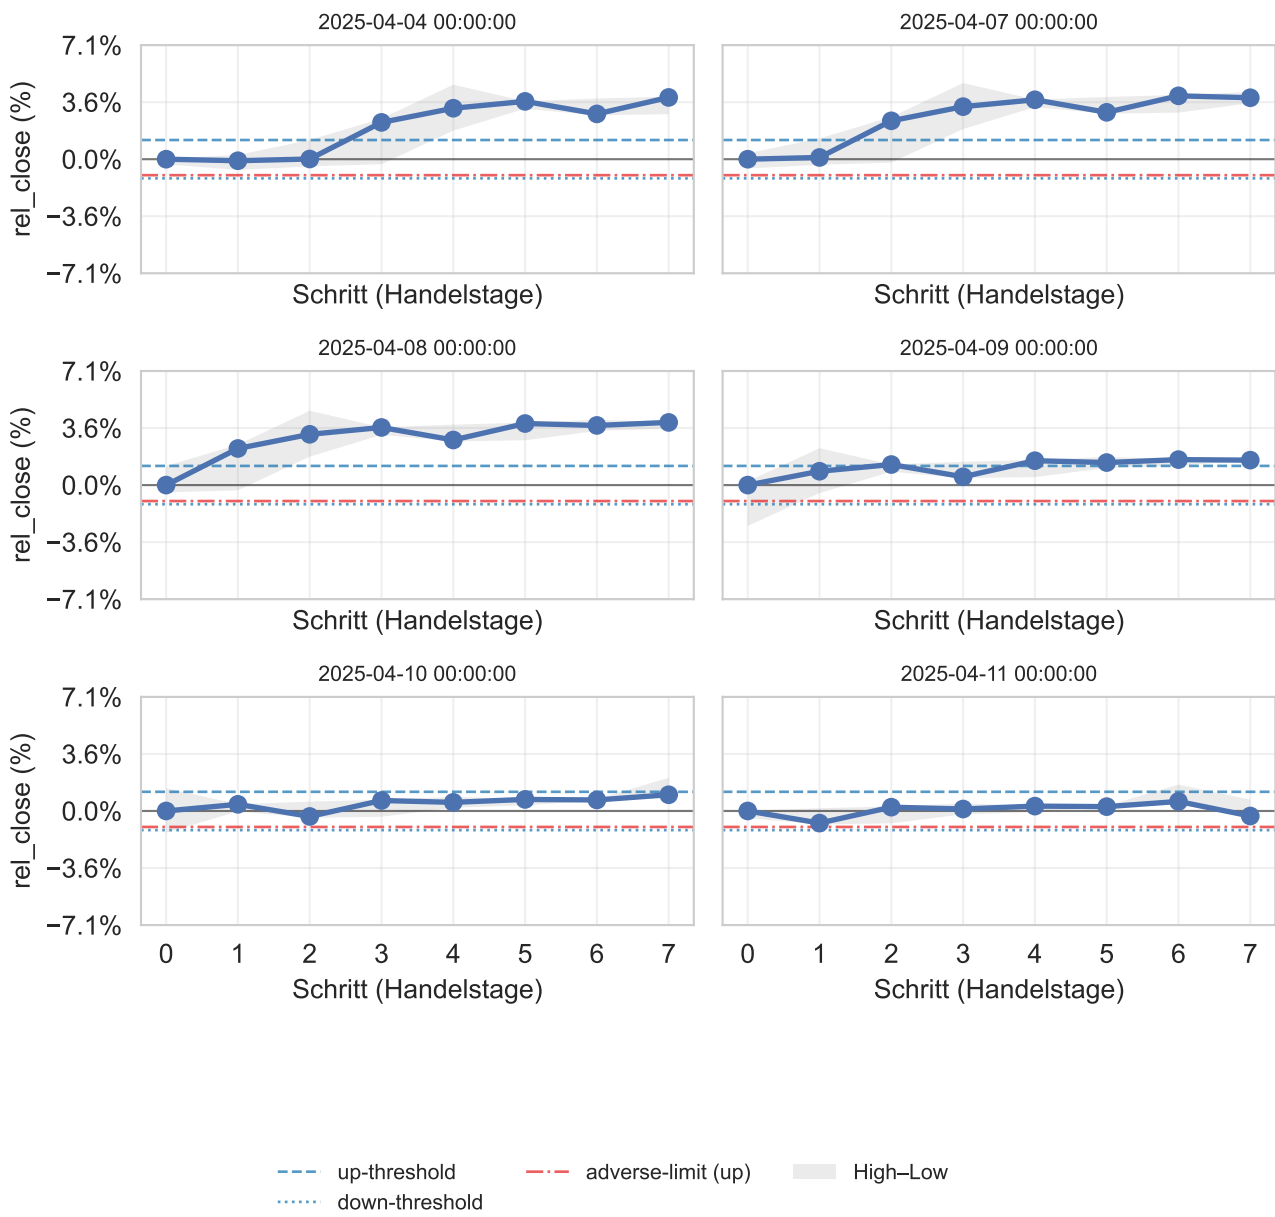 2025-04-04 00:00:00
2025-04-07 00:00:00
7.1%
3.6%
0.0%
−3.6%
−7.1%
rel_close (%)
Schritt (Handelstage)
Schritt (Handelstage)
2025-04-08 00:00:00
2025-04-09 00:00:00
7.1%
3.6%
0.0%
−3.6%
−7.1%
rel_close (%)
Schritt (Handelstage)
Schritt (Handelstage)
2025-04-10 00:00:00
2025-04-11 00:00:00
7.1%
3.6%
0.0%
−3.6%
−7.1%
rel_close (%)
0 1 2 3 4 5 6 7
0 1 2 3 4 5 6 7
Schritt (Handelstage)
Schritt (Handelstage)
up-threshold
down-threshold
adverse-limit (up)
High–Low